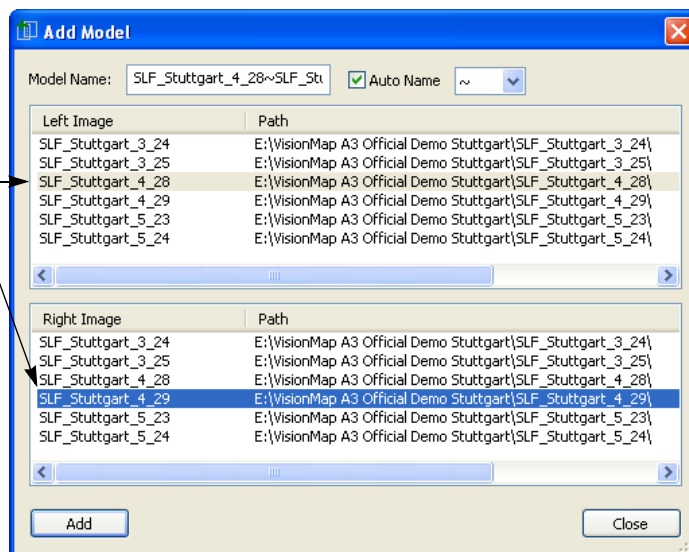 Add Model
Model Name: SLF_Stuttgart_4_28~SLF_Stu Auto Name ~
Left Image Path
SLF_Stuttgart_3_24 E:\VisionMap A3 Official Demo Stuttgart\SLF_Stuttgart_3_24\
SLF_Stuttgart_3_25 E:\VisionMap A3 Official Demo Stuttgart\SLF_Stuttgart_3_25\
SLF_Stuttgart_4_28 E:\VisionMap A3 Official Demo Stuttgart\SLF_Stuttgart_4_28\
SLF_Stuttgart_4_29 E:\VisionMap A3 Official Demo Stuttgart\SLF_Stuttgart_4_29\
SLF_Stuttgart_5_23 E:\VisionMap A3 Official Demo Stuttgart\SLF_Stuttgart_5_23\
SLF_Stuttgart_5_24 E:\VisionMap A3 Official Demo Stuttgart\SLF_Stuttgart_5_24\
Right Image Path
SLF_Stuttgart_3_24 E:\VisionMap A3 Official Demo Stuttgart\SLF_Stuttgart_3_24\
SLF_Stuttgart_3_25 E:\VisionMap A3 Official Demo Stuttgart\SLF_Stuttgart_3_25\
SLF_Stuttgart_4_28 E:\VisionMap A3 Official Demo Stuttgart\SLF_Stuttgart_4_28\
SLF_Stuttgart_4_29 E:\VisionMap A3 Official Demo Stuttgart\SLF_Stuttgart_4_29\
SLF_Stuttgart_5_23 E:\VisionMap A3 Official Demo Stuttgart\SLF_Stuttgart_5_23\
SLF_Stuttgart_5_24 E:\VisionMap A3 Official Demo Stuttgart\SLF_Stuttgart_5_24\
Add Close